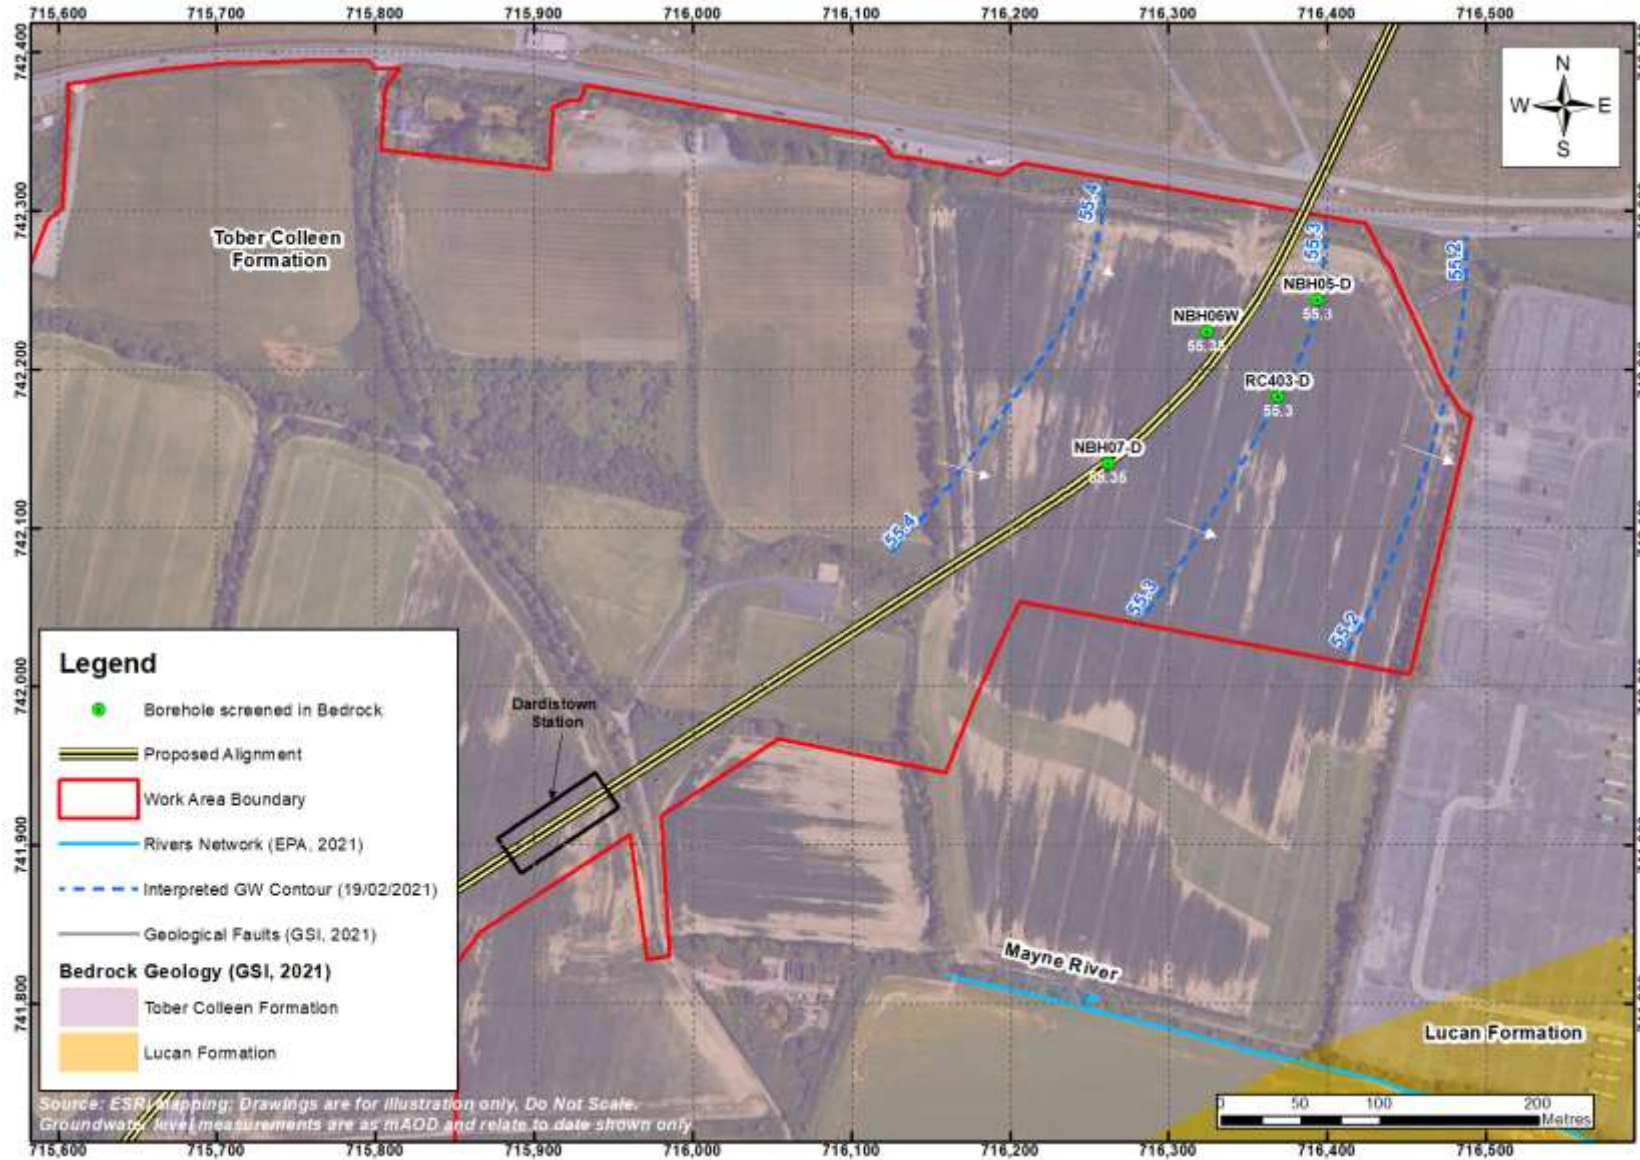 715,600 715,700 715,800 715,900 716,000 716,100 716,200 716,300 716,400 716,500
742,400
742,300
742,200
742,100
742,000
741,900
741,800
N
W E
S
Tober Colleen
Formation
55.4
55.3
55.2
NBH05-D
55.3
NBH06W
55.35
RC403-D
55.3
NBH07-D
55.35
55.4
55.3
55.2
Dardistown
Station
Mayne River
Lucan Formation
Legend
Borehole screened in Bedrock
Proposed Alignment
Work Area Boundary
Rivers Network (EPA, 2021)
Interpreted GW Contour (19/02/2021)
Geological Faults (GSI, 2021)
Bedrock Geology (GSI, 2021)
Tober Colleen Formation
Lucan Formation
Source: ESRI Mapping; Drawings are for illustration only, Do Not Scale.
Groundwater level measurements are as mAOD and relate to date shown only
0 50 100 200
Metres
715,600 715,700 715,800 715,900 716,000 716,100 716,200 716,300 716,400 716,500